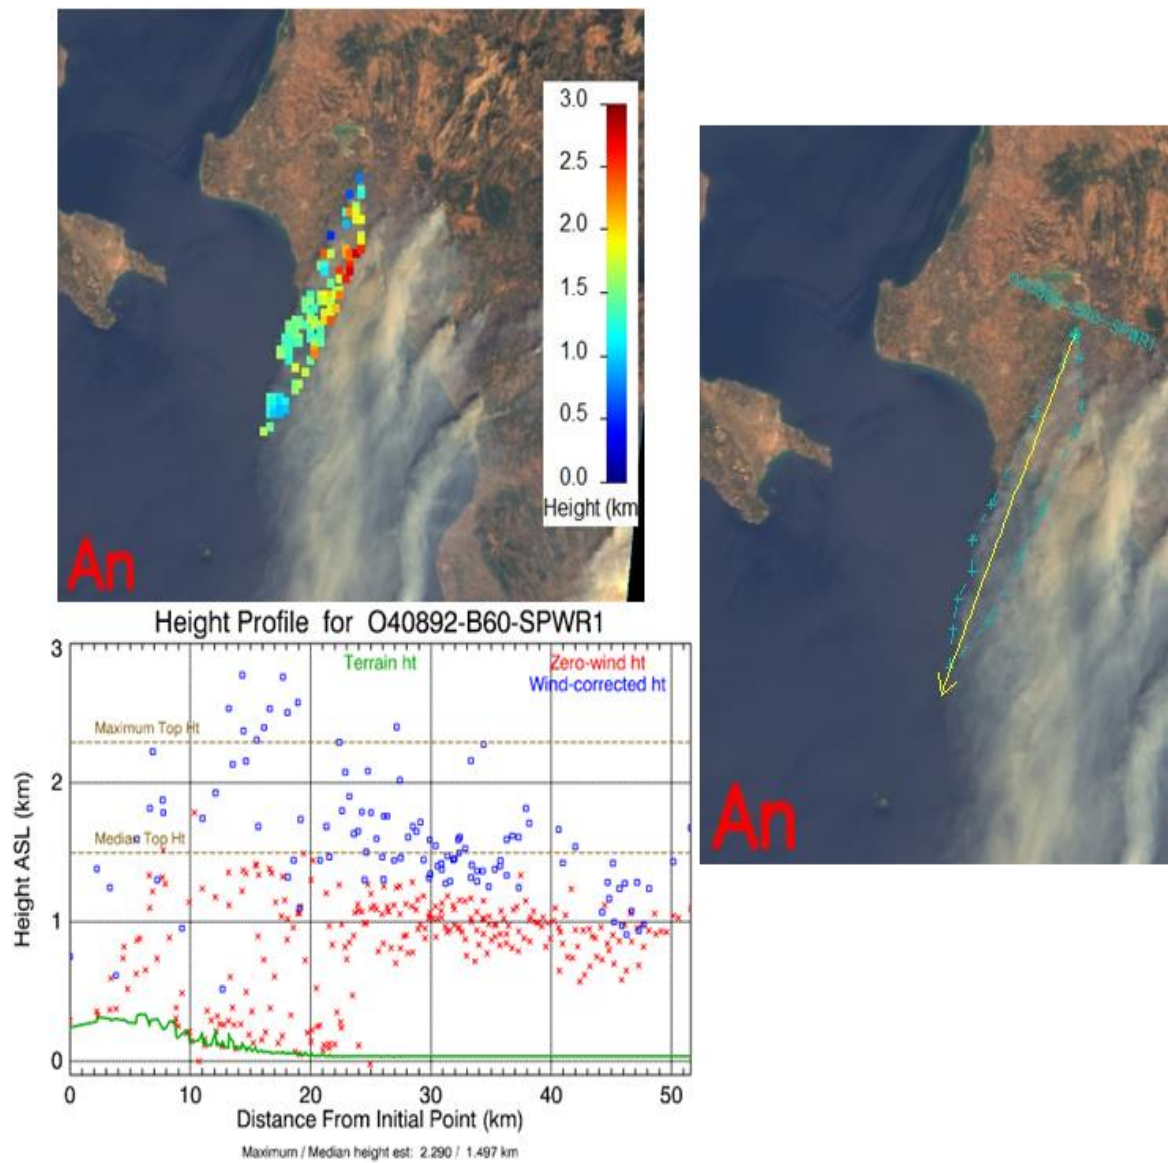 3.0
2.5
2.0
1.5
1.0
0.5
0.0
Height (km
An
An
Height Profile for O40892-B60-SPWR1
Terrain ht
Zero-wind ht
Wind-corrected ht
Maximum Top Ht
Median Top Ht
Height ASL (km)
3
2
1
0
0 10 20 30 40 50
Distance From Initial Point (km)
Maximum / Median height est: 2.290 / 1.497 km